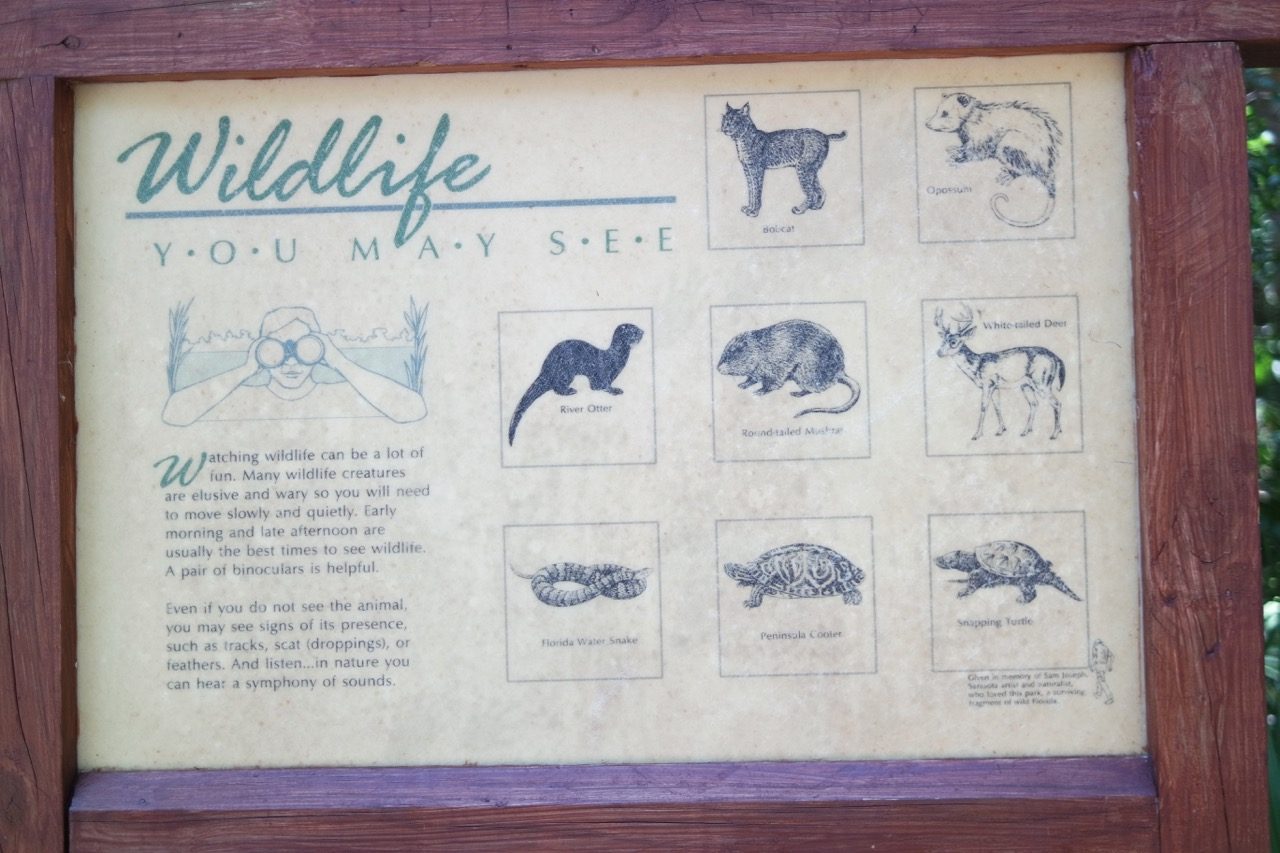 Wildlife
Y·O·U M·A·Y S·E·E
Bobcat
Opossum
River Otter
Round-tailed Muskrat
White-tailed Deer
Watching wildlife can be a lot of
fun. Many wildlife creatures
are elusive and wary so you will need
to move slowly and quietly. Early
morning and late afternoon are
usually the best times to see wildlife.
A pair of binoculars is helpful.
Even if you do not see the animal,
you may see signs of its presence,
such as tracks, scat (droppings), or
feathers. And listen...in nature you
can hear a symphony of sounds.
Florida Water Snake
Peninsula Cooter
Snapping Turtle
Given in memory of Sam Joseph,
Sarasota artist and naturalist,
who loved this park, a surviving
fragment of wild Florida.